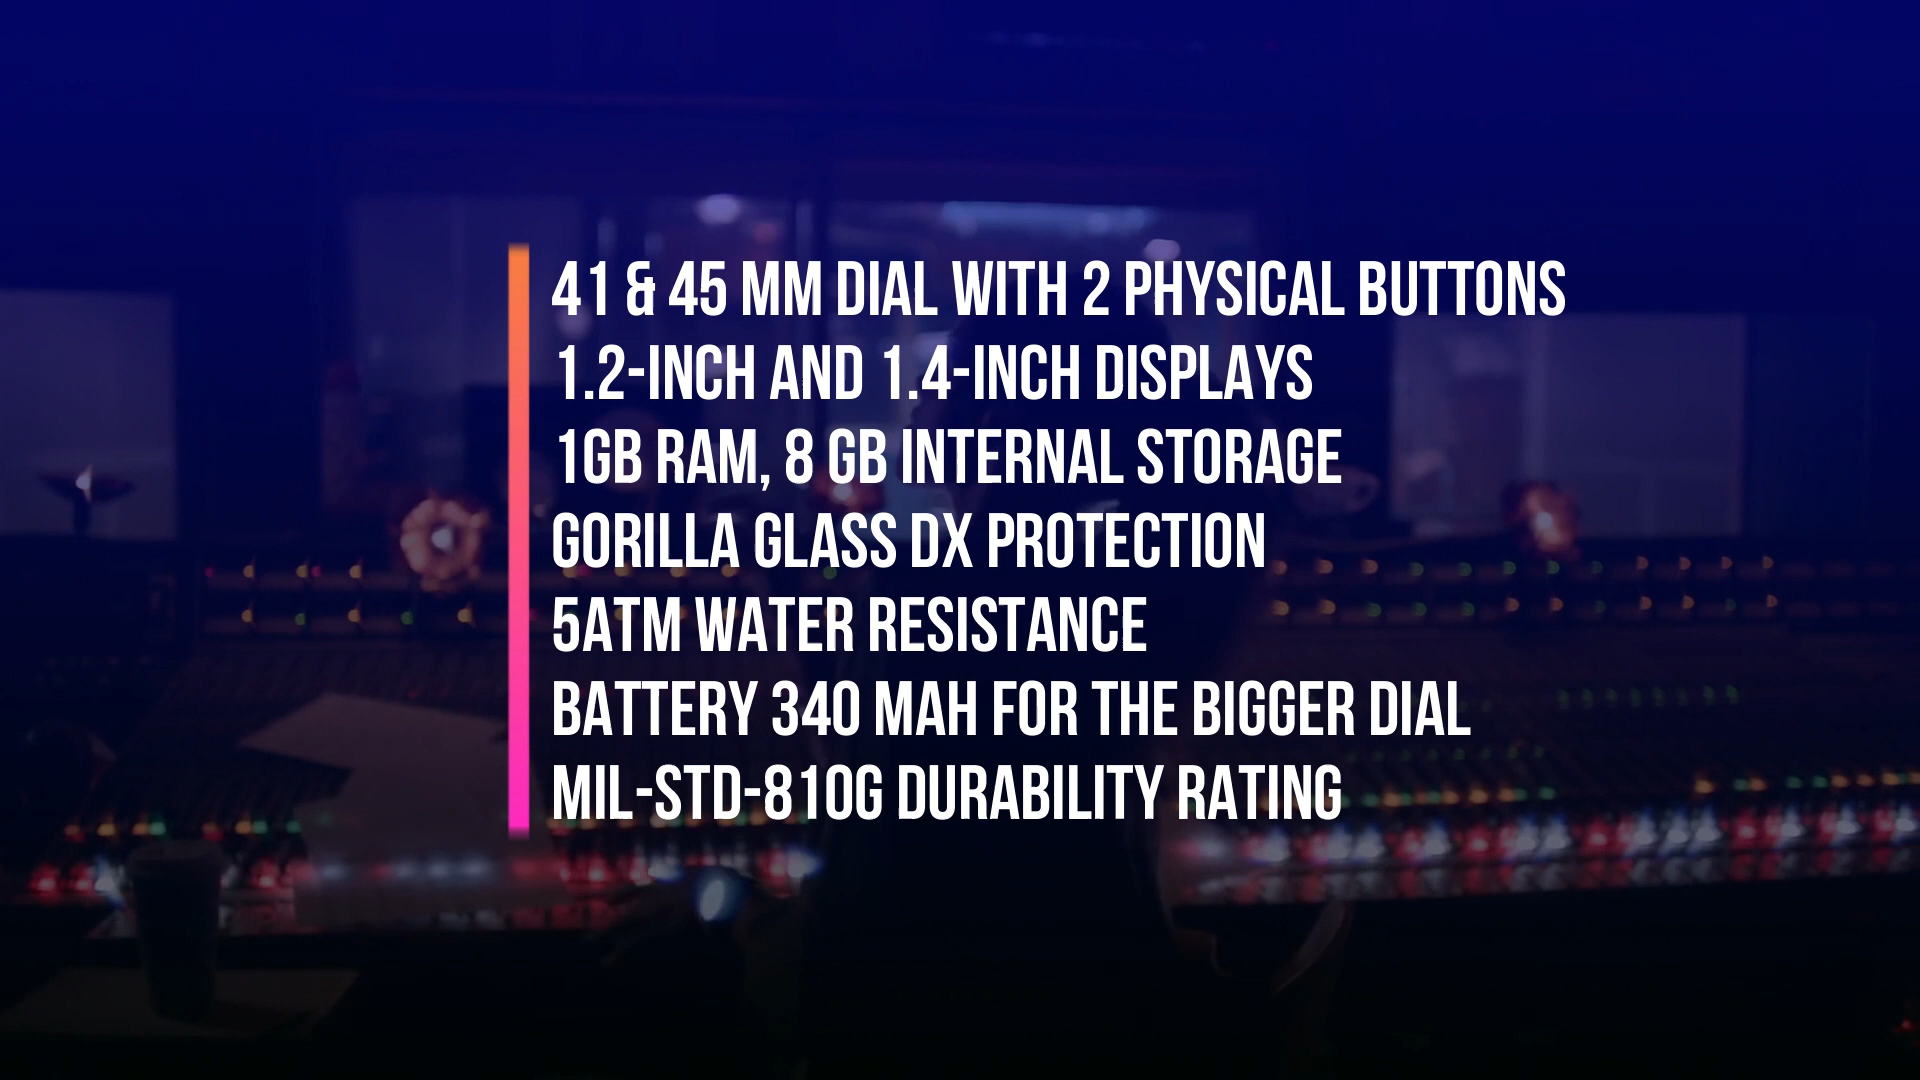 41 & 45 MM DIAL WITH 2 PHYSICAL BUTTONS
1.2-INCH AND 1.4-INCH DISPLAYS
1GB RAM, 8 GB INTERNAL STORAGE
GORILLA GLASS DX PROTECTION
5ATM WATER RESISTANCE
BATTERY 340 MAH FOR THE BIGGER DIAL
MIL-STD-810G DURABILITY RATING